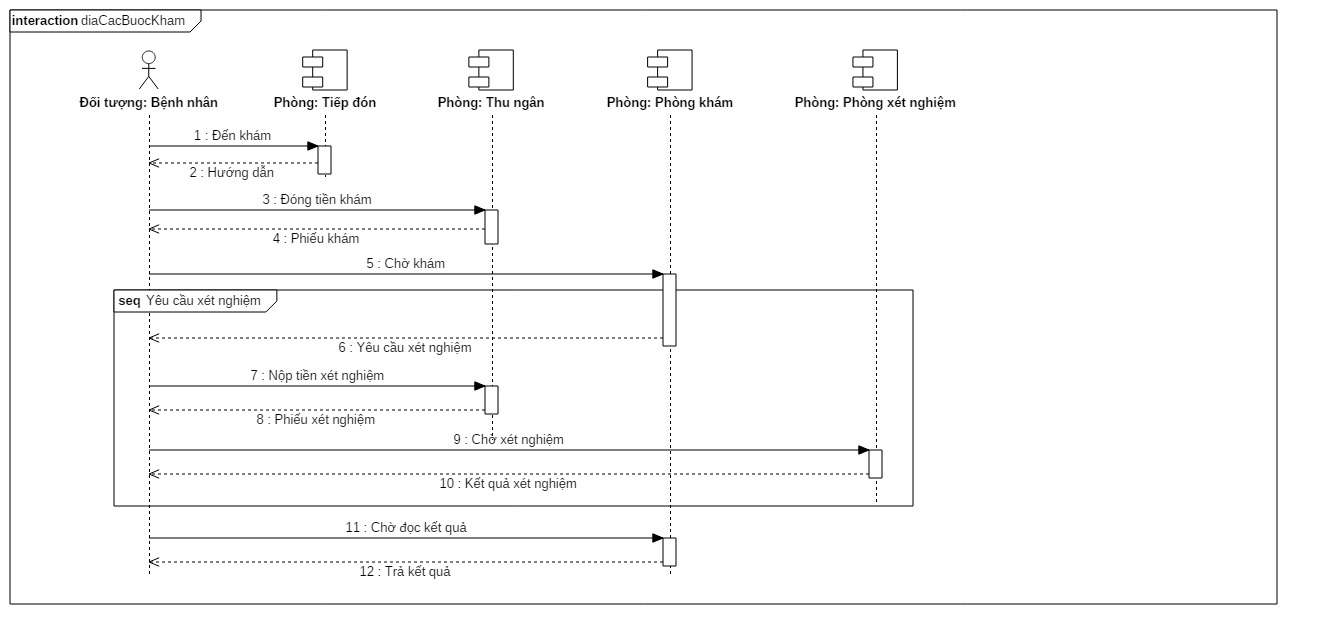 interaction diaCacBuocKham
Đối tượng: Bệnh nhân
Phòng: Tiếp đón
Phòng: Thu ngân
Phòng: Phòng khám
Phòng: Phòng xét nghiệm
1 : Đến khám
2 : Hướng dẫn
3 : Đóng tiền khám
4 : Phiếu khám
5 : Chờ khám
seq Yêu cầu xét nghiệm
6 : Yêu cầu xét nghiệm
7 : Nộp tiền xét nghiệm
8 : Phiếu xét nghiệm
9 : Chờ xét nghiệm
10 : Kết quả xét nghiệm
11 : Chờ đọc kết quả
12 : Trả kết quả